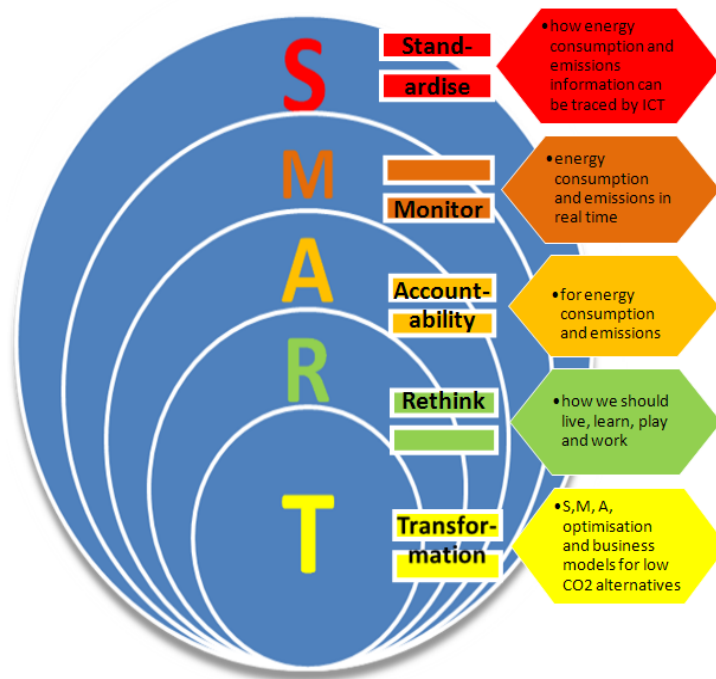 S
Stand-
ardise
•how energy
consumption and
emissions
information can
be traced by ICT
M
Monitor
•energy
consumption
and emissions in
real time
A
Account-
ability
•for energy
consumption
and emissions
R
Rethink
•how we should
live, learn, play
and work
T
Transfor-
mation
•S,M, A,
optimisation
and business
models for low
CO2 alternatives